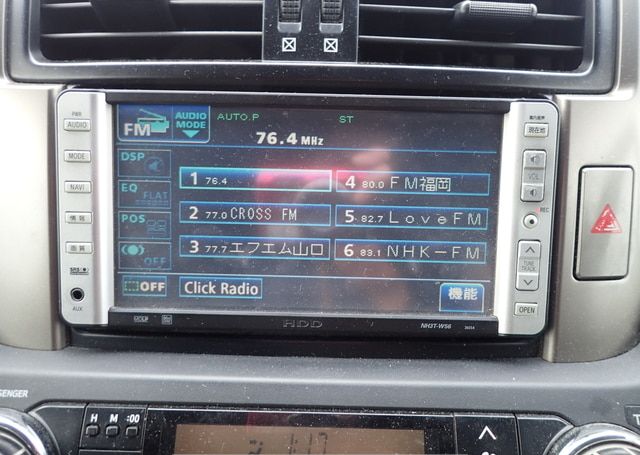 PWR
AUDIO
MODE
NAVI
情報
画質
SRS
AUX
FM
AUDIO MODE
AUTO.P
ST
76.4 MHz
DSP
EQ
FLAT
POS
OFF
1 76.4
2 77.0 CROSS FM
3 77.7 エフエム山口
4 80.0 FM福岡
5 82.7 LoveFM
6 83.1 NHK-FM
OFF
Click Radio
機能
現在地
VOL
REC
TUNE
TRACK
OPEN
HDD
NH3T-W56
H M :00